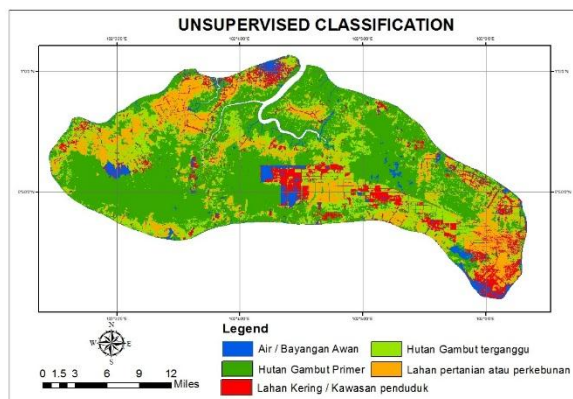 UNSUPERVISED CLASSIFICATION
N
W E
S
0 1.5 3 6 9 12
Miles
Legend
Air / Bayangan Awan
Hutan Gambut terganggu
Hutan Gambut Primer
Lahan pertanian atau perkebunan
Lahan Kering / Kawasan penduduk